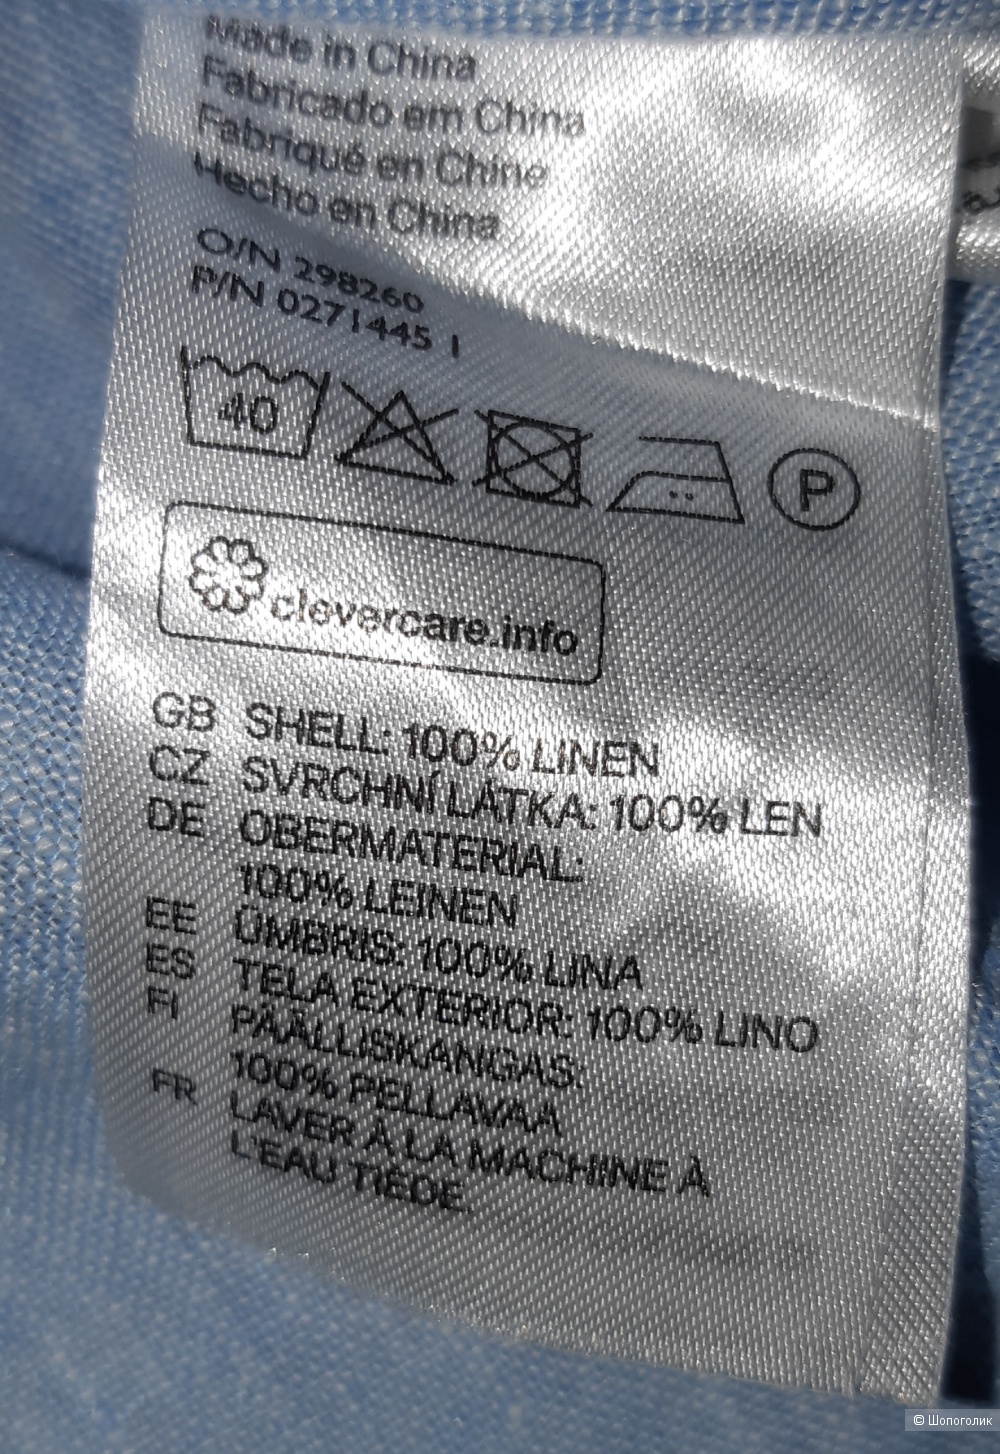 Made in China
Fabricado em China
Fabriqué en Chine
Hecho en China
O/N 298260
P/N 0271445 1
40
P
clevercare.info
GB SHELL: 100% LINEN
CZ SVRCHNÍ LÁTKA: 100% LEN
DE OBERMATERIAL:
100% LEINEN
EE ÜMBRIS: 100% LINA
ES TELA EXTERIOR: 100% LINO
FI PÄÄLLISKANGAS:
100% PELLAVAA
FR LAVER À LA MACHINE À
L'EAU TIÈDE.
© Шопоголик